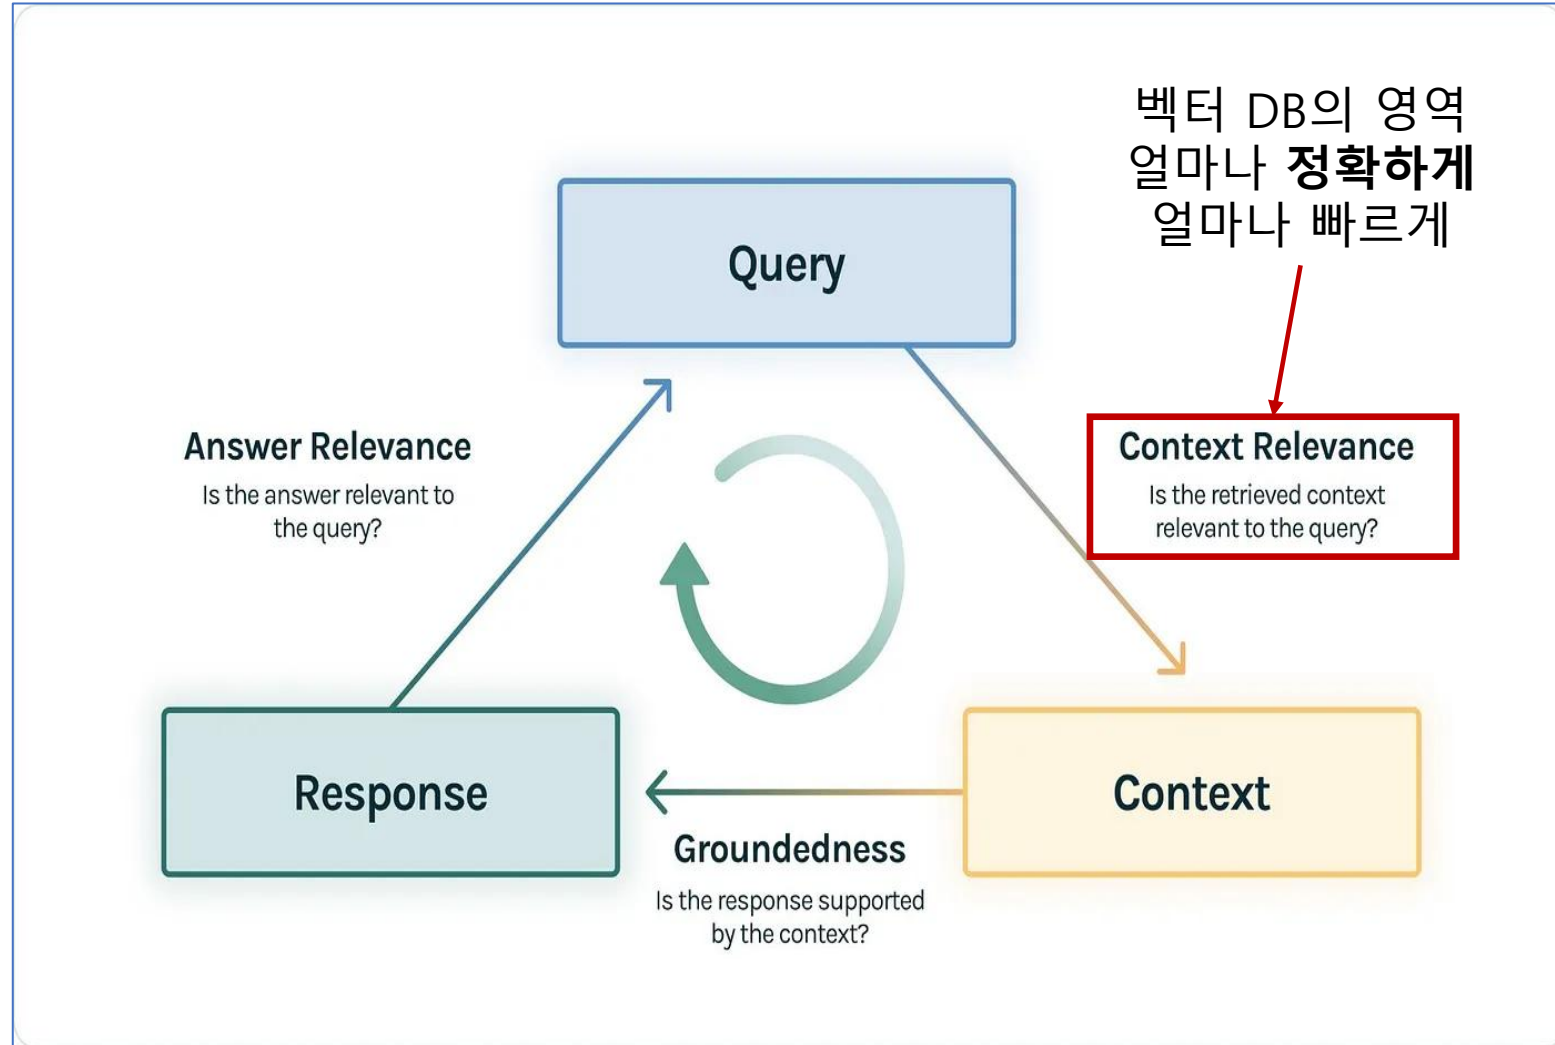 벡터 DB의 영역
얼마나 정확하게
얼마나 빠르게
Query
Answer Relevance
Is the answer relevant to
the query?
Context Relevance
Is the retrieved context
relevant to the query?
Response
Context
Groundedness
Is the response supported
by the context?